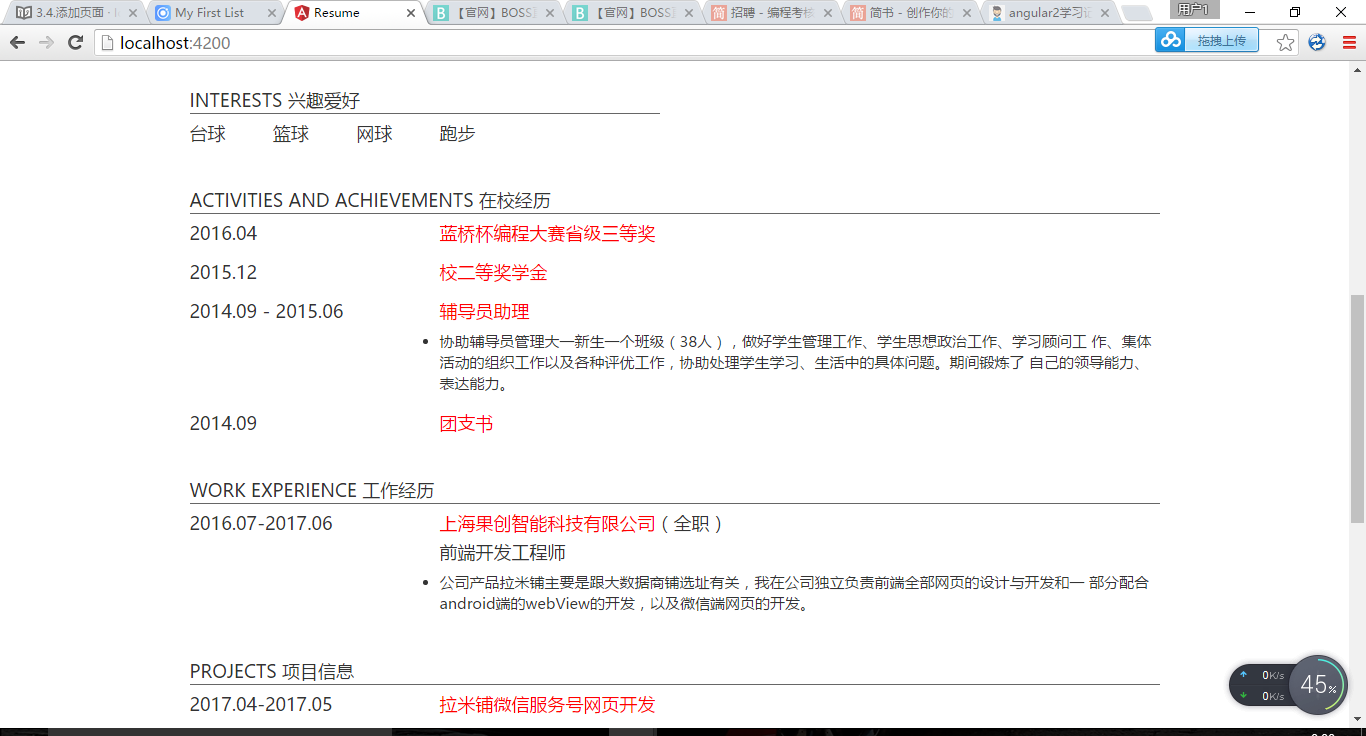 3.4.添加页面 ·
My First List
Resume
【官网】BOSS
【官网】BOSS
招聘 - 编程考核
简书 - 创作你的
angular2学习记
用户1
localhost:4200
拖拽上传
INTERESTS 兴趣爱好
台球 篮球 网球 跑步
ACTIVITIES AND ACHIEVEMENTS 在校经历
2016.04 蓝桥杯编程大赛省级三等奖
2015.12 校二等奖学金
2014.09 - 2015.06 辅导员助理
协助辅导员管理大一新生一个班级（38人），做好学生管理工作、学生思想政治工作、学习顾问工 作、集体
活动的组织工作以及各种评优工作，协助处理学生学习、生活中的具体问题。期间锻炼了 自己的领导能力、
表达能力。
2014.09 团支书
WORK EXPERIENCE 工作经历
2016.07-2017.06 上海果创智能科技有限公司（全职）
前端开发工程师
公司产品拉米铺主要是跟大数据商铺选址有关，我在公司独立负责前端全部网页的设计与开发和一 部分配合
android端的webView的开发，以及微信端网页的开发。
PROJECTS 项目信息
2017.04-2017.05 拉米铺微信服务号网页开发
0K/s
0K/s
45%